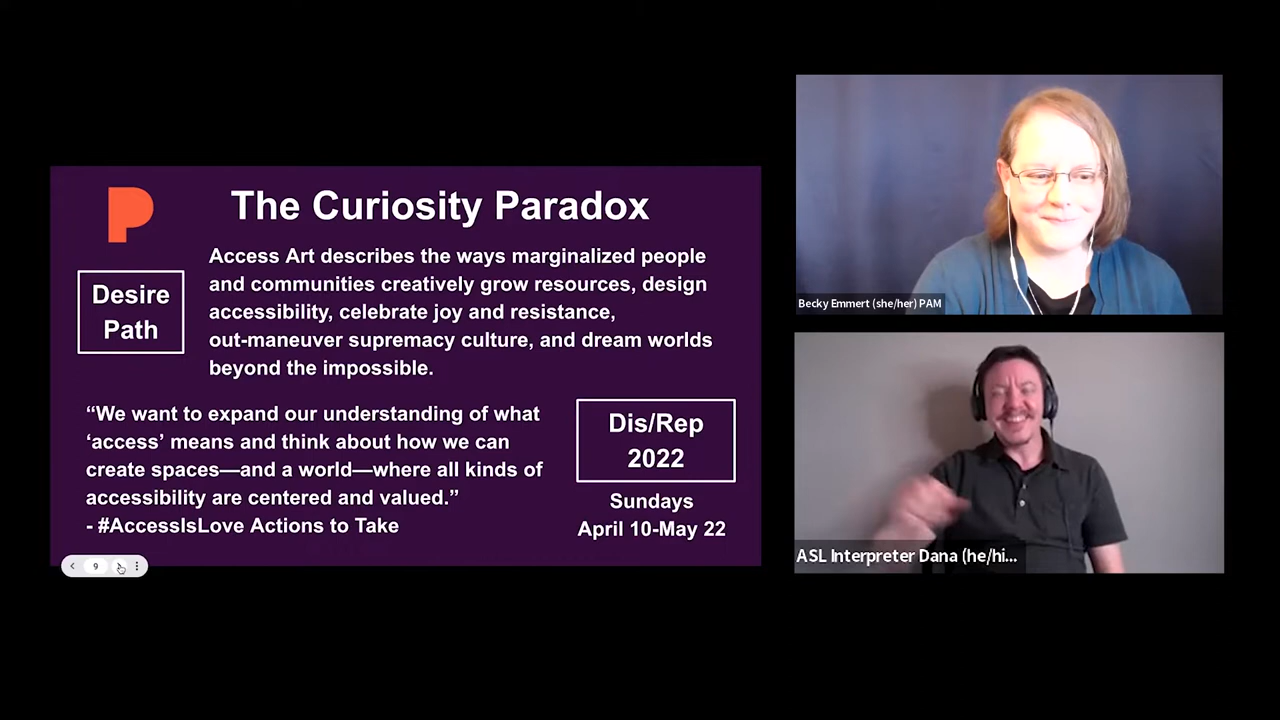 The Curiosity Paradox
Desire
Path
Access Art describes the ways marginalized people
and communities creatively grow resources, design
accessibility, celebrate joy and resistance,
out-maneuver supremacy culture, and dream worlds
beyond the impossible.
“We want to expand our understanding of what
‘access’ means and think about how we can
create spaces—and a world—where all kinds of
accessibility are centered and valued.”
- #AccessIsLove Actions to Take
Dis/Rep
2022
Sundays
April 10-May 22
9
Becky Emmert (she/her) PAM
ASL Interpreter Dana (he/hi...